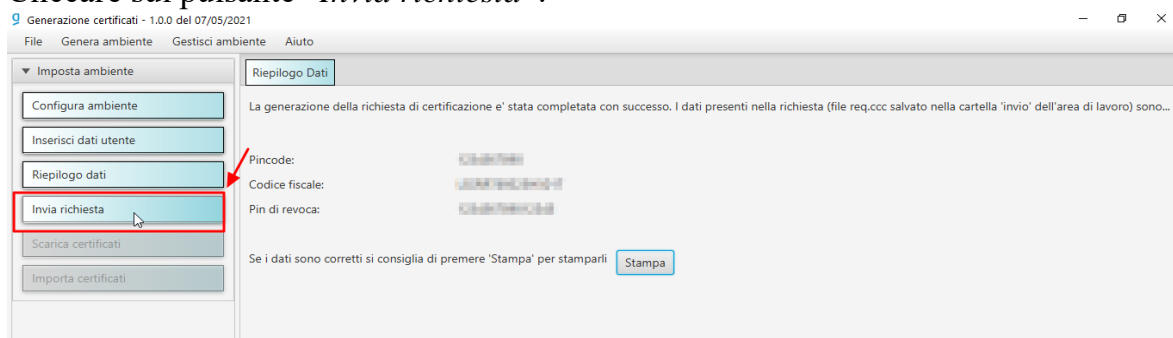 Cliccare sul pulsante "Invia richiesta".
Generazione certificati - 1.0.0 del 07/05/2021
File Genera ambiente Gestisci ambiente Aiuto
Imposta ambiente
Configura ambiente
Inserisci dati utente
Riepilogo dati
Invia richiesta
Scarica certificati
Importa certificati
Riepilogo Dati
La generazione della richiesta di certificazione e' stata completata con successo. I dati presenti nella richiesta (file req.ccc salvato nella cartella 'invio' dell'area di lavoro) sono...
Pincode:
Codice fiscale:
Pin di revoca:
Se i dati sono corretti si consiglia di premere 'Stampa' per stamparli Stampa